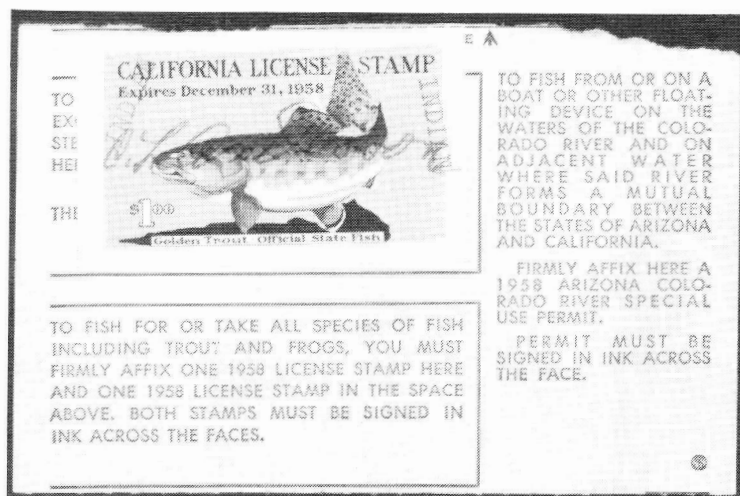 E
CALIFORNIA LICENSE STAMP
Expires December 31, 1958
TO
EX
STE
HEI
THE
INDIAN
$1.00
Golden Trout Official State Fish
TO FISH FOR OR TAKE ALL SPECIES OF FISH
INCLUDING TROUT AND FROGS, YOU MUST
FIRMLY AFFIX ONE 1958 LICENSE STAMP HERE
AND ONE 1958 LICENSE STAMP IN THE SPACE
ABOVE. BOTH STAMPS MUST BE SIGNED IN
INK ACROSS THE FACES.
TO FISH FROM OR ON A
BOAT OR OTHER FLOAT-
ING DEVICE ON THE
WATERS OF THE COLO-
RADO RIVER AND ON
ADJACENT WATER
WHERE SAID RIVER
FORMS A MUTUAL
BOUNDARY BETWEEN
THE STATES OF ARIZONA
AND CALIFORNIA.
FIRMLY AFFIX HERE A
1958 ARIZONA COLO-
RADO RIVER SPECIAL
USE PERMIT.
PERMIT MUST BE
SIGNED IN INK ACROSS
THE FACE.